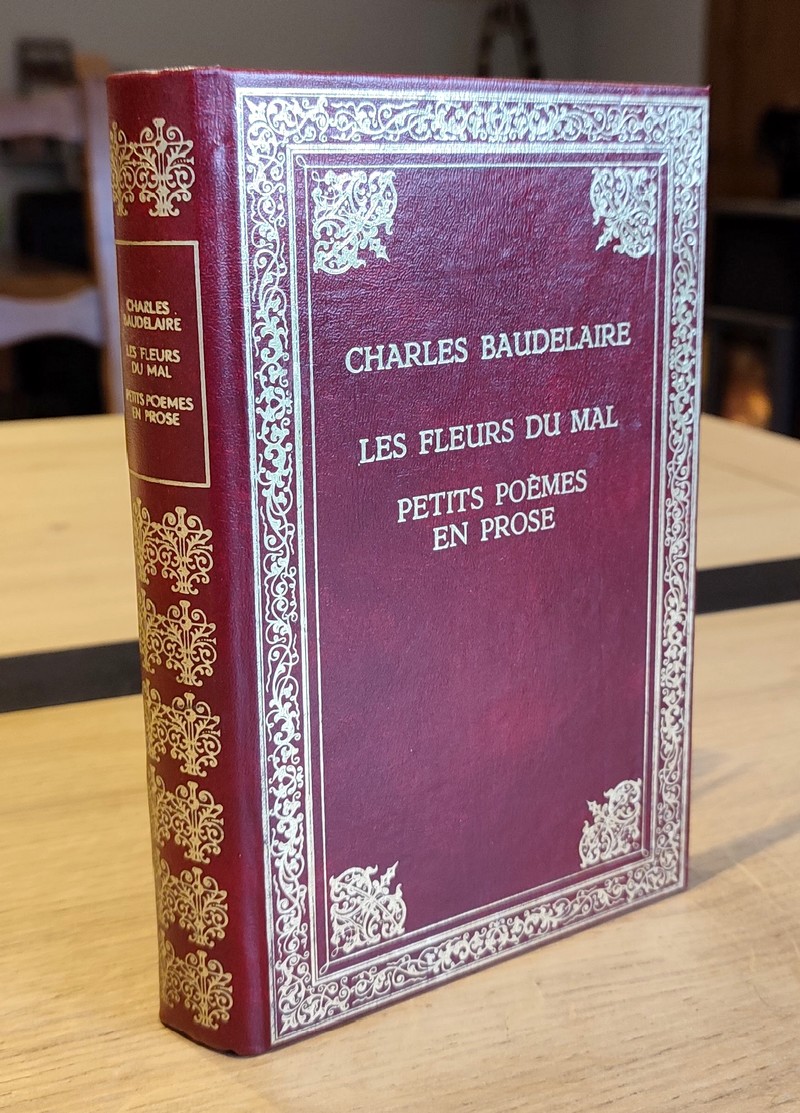 CHARLES
BAUDELAIRE
LES FLEURS
DU MAL
PETITS POEMES
EN PROSE
CHARLES BAUDELAIRE
LES FLEURS DU MAL
PETITS POÈMES
EN PROSE